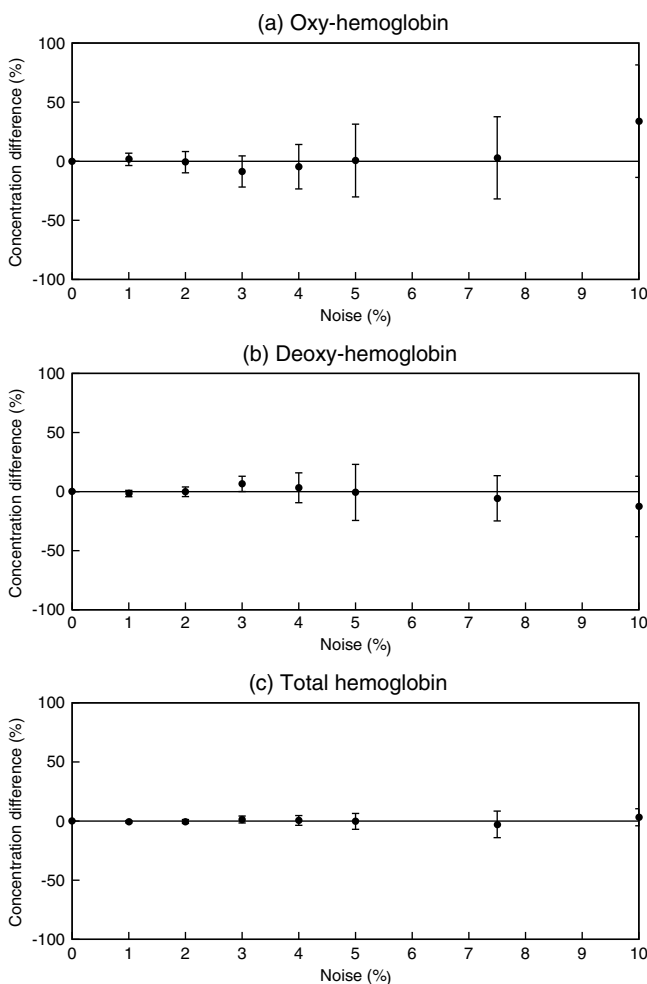 (a) Oxy-hemoglobin
Concentration difference (%)
100
50
0
-50
-100
0 1 2 3 4 5 6 7 8 9 10
Noise (%)
(b) Deoxy-hemoglobin
Concentration difference (%)
100
50
0
-50
-100
0 1 2 3 4 5 6 7 8 9 10
Noise (%)
(c) Total hemoglobin
Concentration difference (%)
100
50
0
-50
-100
0 1 2 3 4 5 6 7 8 9 10
Noise (%)